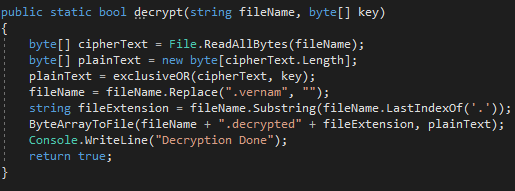 public static bool decrypt(string fileName, byte[] key)
{
byte[] cipherText = File.ReadAllBytes(fileName);
byte[] plainText = new byte[cipherText.Length];
plainText = exclusiveOR(cipherText, key);
fileName = fileName.Replace(".vernam", "");
string fileExtension = fileName.Substring(fileName.LastIndexOf('.'));
ByteArrayToFile(fileName + ".decrypted" + fileExtension, plainText);
Console.WriteLine("Decryption Done");
return true;
}